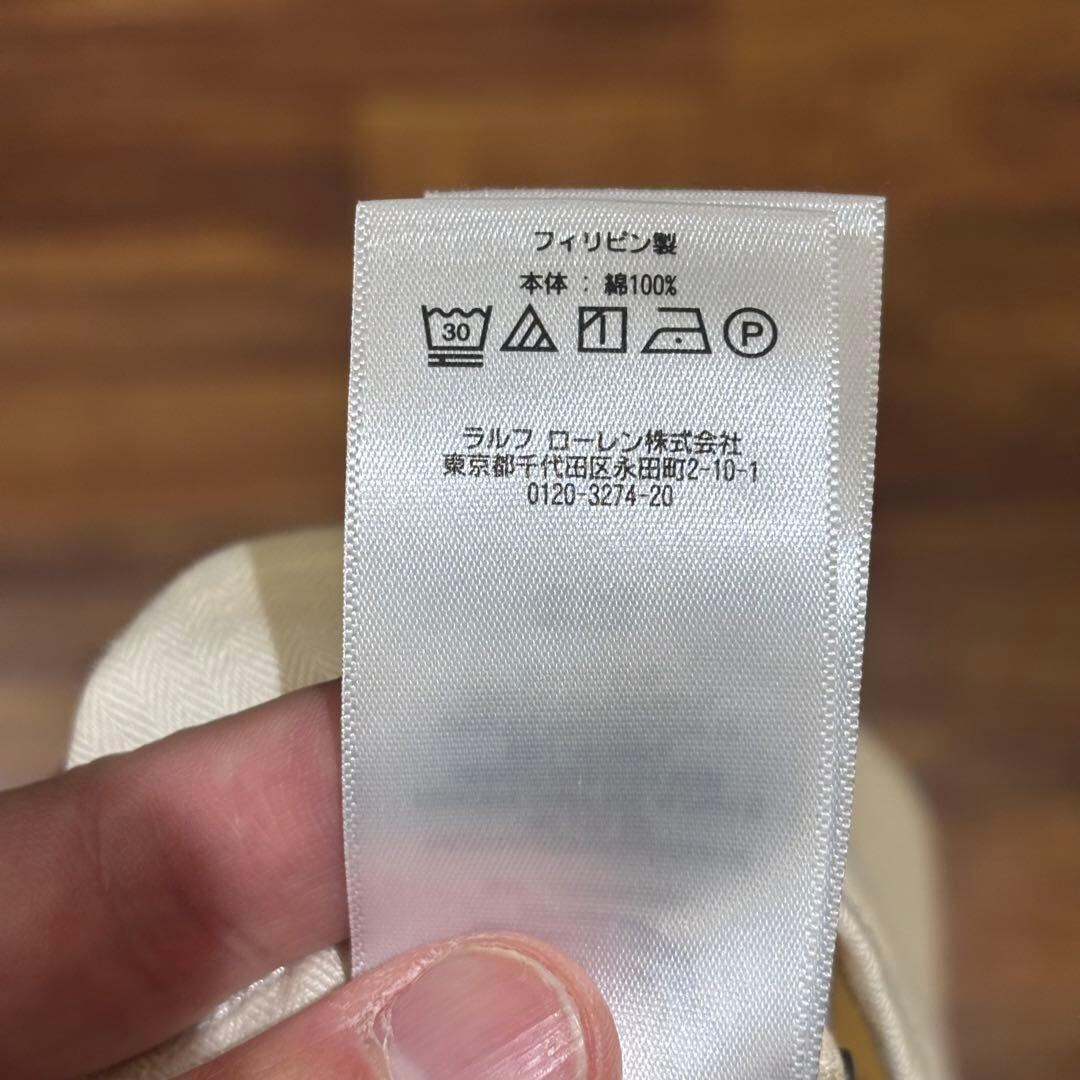 フィリピン製
本体 : 綿100%
30
P
ラルフ ローレン株式会社
東京都千代田区永田町2-10-1
0120-3274-20